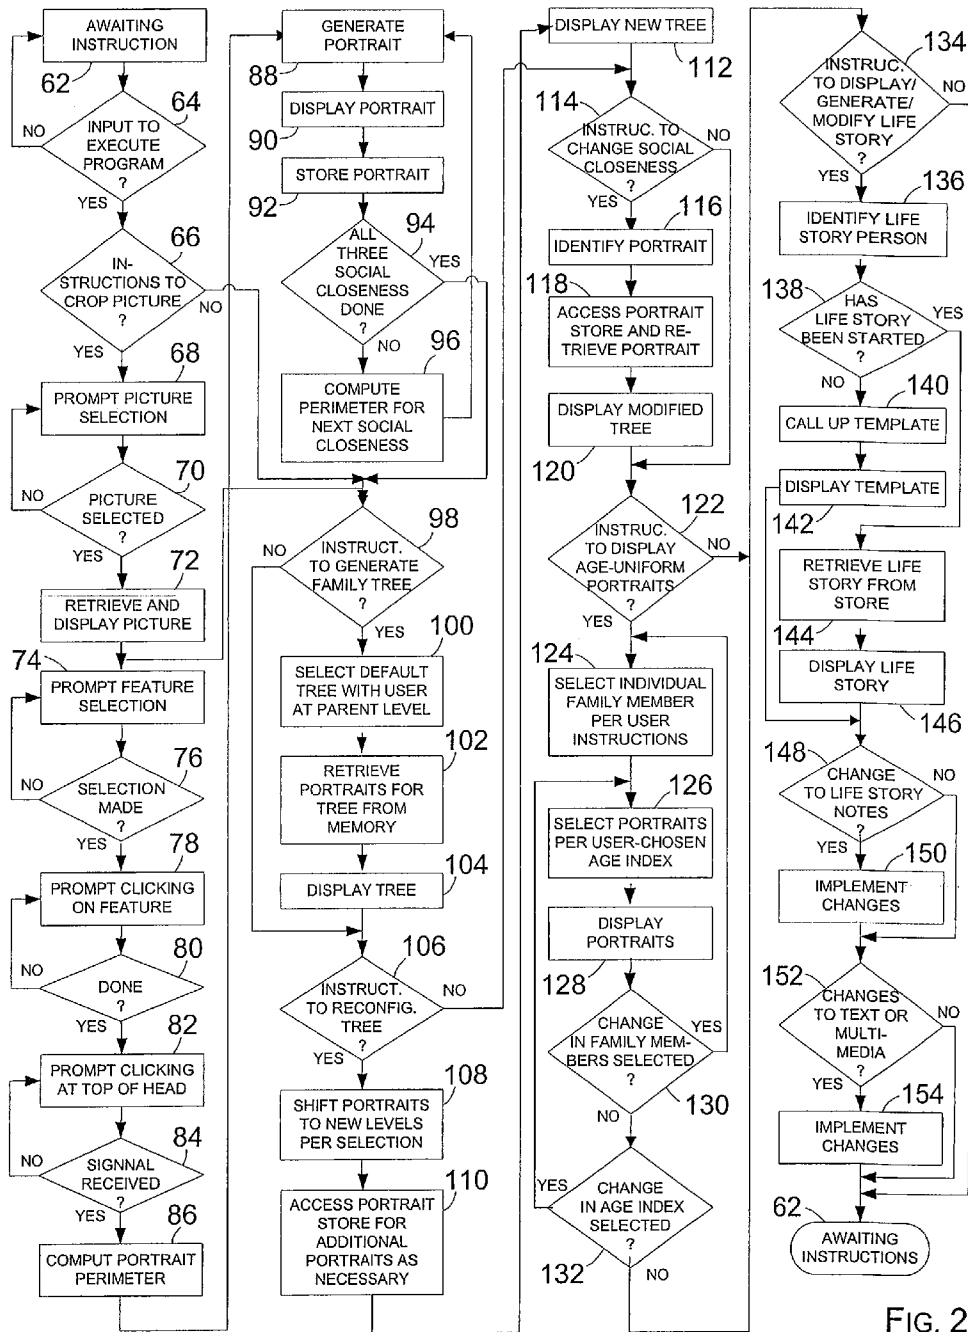 AWAITING
INSTRUCTION
62
64
NO
INPUT TO
EXECUTE
PROGRAM
?
YES
66
IN-
STRUCTIONS TO
CROP PICTURE
?
NO
YES
68
PROMPT PICTURE
SELECTION
70
NO
PICTURE
SELECTED
?
YES
72
RETRIEVE AND
DISPLAY PICTURE
74
PROMPT FEATURE
SELECTION
76
NO
SELECTION
MADE
?
YES
78
PROMPT CLICKING
ON FEATURE
80
NO
DONE
?
YES
82
PROMPT CLICKING
AT TOP OF HEAD
84
NO
SIGNNAL
RECEIVED
?
YES
86
COMPUT PORTRAIT
PERIMETER
GENERATE
PORTRAIT
88
DISPLAY PORTRAIT
90
STORE PORTRAIT
92
94
ALL
THREE
SOCIAL
CLOSENESS
DONE
?
YES
NO
96
COMPUTE
PERIMETER FOR
NEXT SOCIAL
CLOSENESS
98
NO
INSTRUCT.
TO GENERATE
FAMILY TREE
?
YES
100
SELECT DEFAULT
TREE WITH USER
AT PARENT LEVEL
102
RETRIEVE
PORTRAITS FOR
TREE FROM
MEMORY
104
DISPLAY TREE
106
INSTRUCT.
TO RECONFIG.
TREE
?
NO
YES
108
SHIFT PORTRAITS
TO NEW LEVELS
PER SELECTION
110
ACCESS PORTRAIT
STORE FOR
ADDITIONAL
PORTRAITS AS
NECESSARY
DISPLAY NEW TREE
112
114
INSTRUC. TO
CHANGE SOCIAL
CLOSENESS
?
NO
YES
116
IDENTIFY PORTRAIT
118
ACCESS PORTRAIT
STORE AND RE-
TRIEVE PORTRAIT
DISPLAY MODIFIED
TREE
120
122
INSTRUC.
TO DISPLAY
AGE-UNIFORM
PORTRAITS
?
NO
YES
124
SELECT INDIVIDUAL
FAMILY MEMBER
PER USER
INSTRUCTIONS
126
SELECT PORTRAITS
PER USER-CHOSEN
AGE INDEX
DISPLAY
PORTRAITS
128
CHANGE
IN FAMILY MEM-
BERS SELECTED
?
YES
130
NO
YES
CHANGE
IN AGE INDEX
SELECTED
?
132
NO
134
INSTRUC.
TO DISPLAY/
GENERATE/
MODIFY LIFE
STORY
?
NO
YES
136
IDENTIFY LIFE
STORY PERSON
138
HAS
LIFE STORY
BEEN STARTED
?
YES
NO
140
CALL UP TEMPLATE
DISPLAY TEMPLATE
142
RETRIEVE LIFE
STORY FROM
STORE
144
DISPLAY LIFE
STORY
146
148
CHANGE
TO LIFE STORY
NOTES
?
NO
YES
150
IMPLEMENT
CHANGES
152
CHANGES
TO TEXT OR
MULTI-
MEDIA
?
NO
YES
154
IMPLEMENT
CHANGES
62
AWAITING
INSTRUCTIONS
FIG. 2